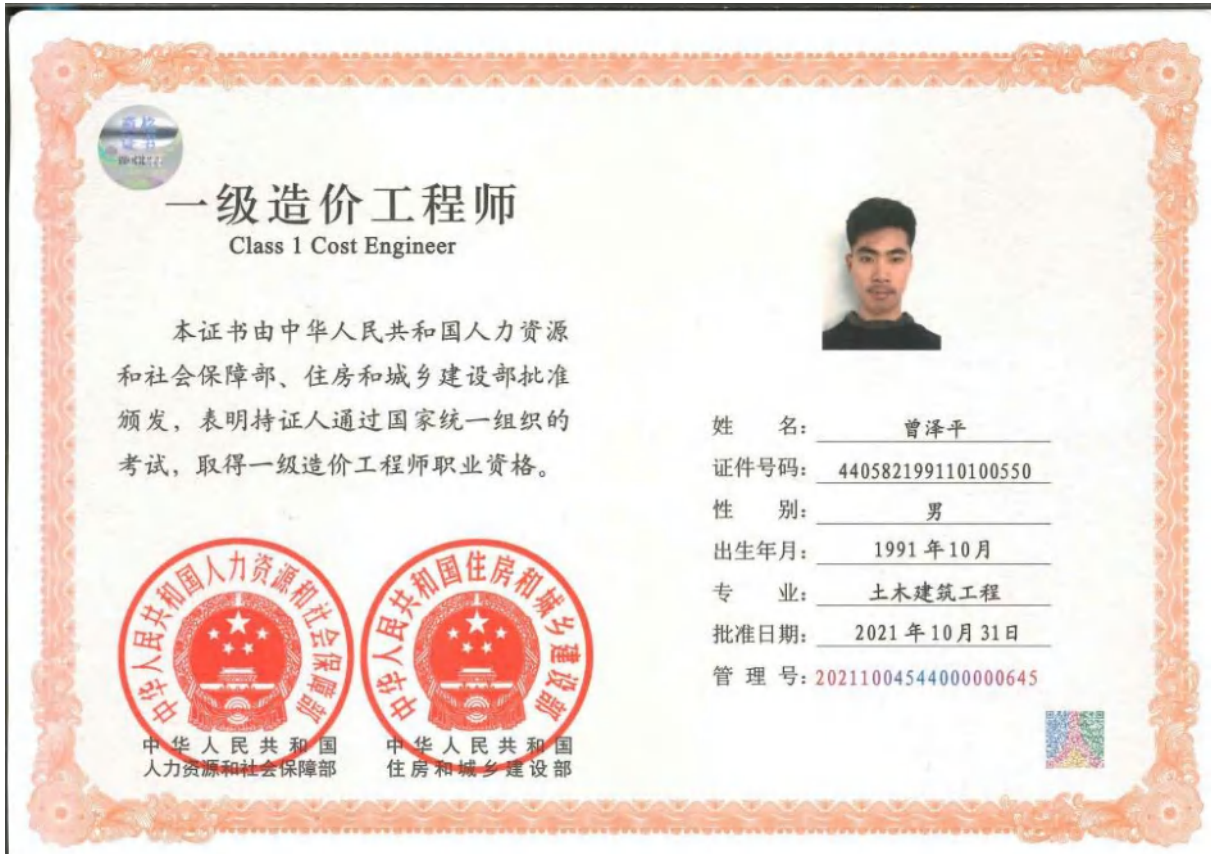 资格
证书
一级造价工程师
Class 1 Cost Engineer
本证书由中华人民共和国人力资源
和社会保障部、住房和城乡建设部批准
颁发，表明持证人通过国家统一组织的
考试，取得一级造价工程师职业资格。
中华人民共和国人力资源和社会保障部
中华人民共和国住房和城乡建设部
中华人民共和国
人力资源和社会保障部
中华人民共和国
住房和城乡建设部
姓 名： 曾泽平
证件号码： 440582199110100550
性 别： 男
出生年月： 1991年10月
专 业： 土木建筑工程
批准日期： 2021年10月31日
管 理 号：20211004544000000645